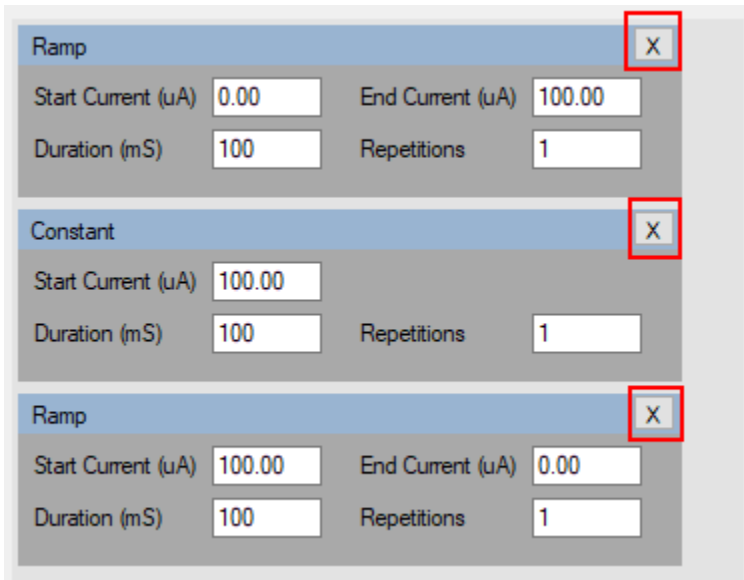 Ramp X
Start Current (uA) 0.00 End Current (uA) 100.00
Duration (mS) 100 Repetitions 1
Constant X
Start Current (uA) 100.00
Duration (mS) 100 Repetitions 1
Ramp X
Start Current (uA) 100.00 End Current (uA) 0.00
Duration (mS) 100 Repetitions 1